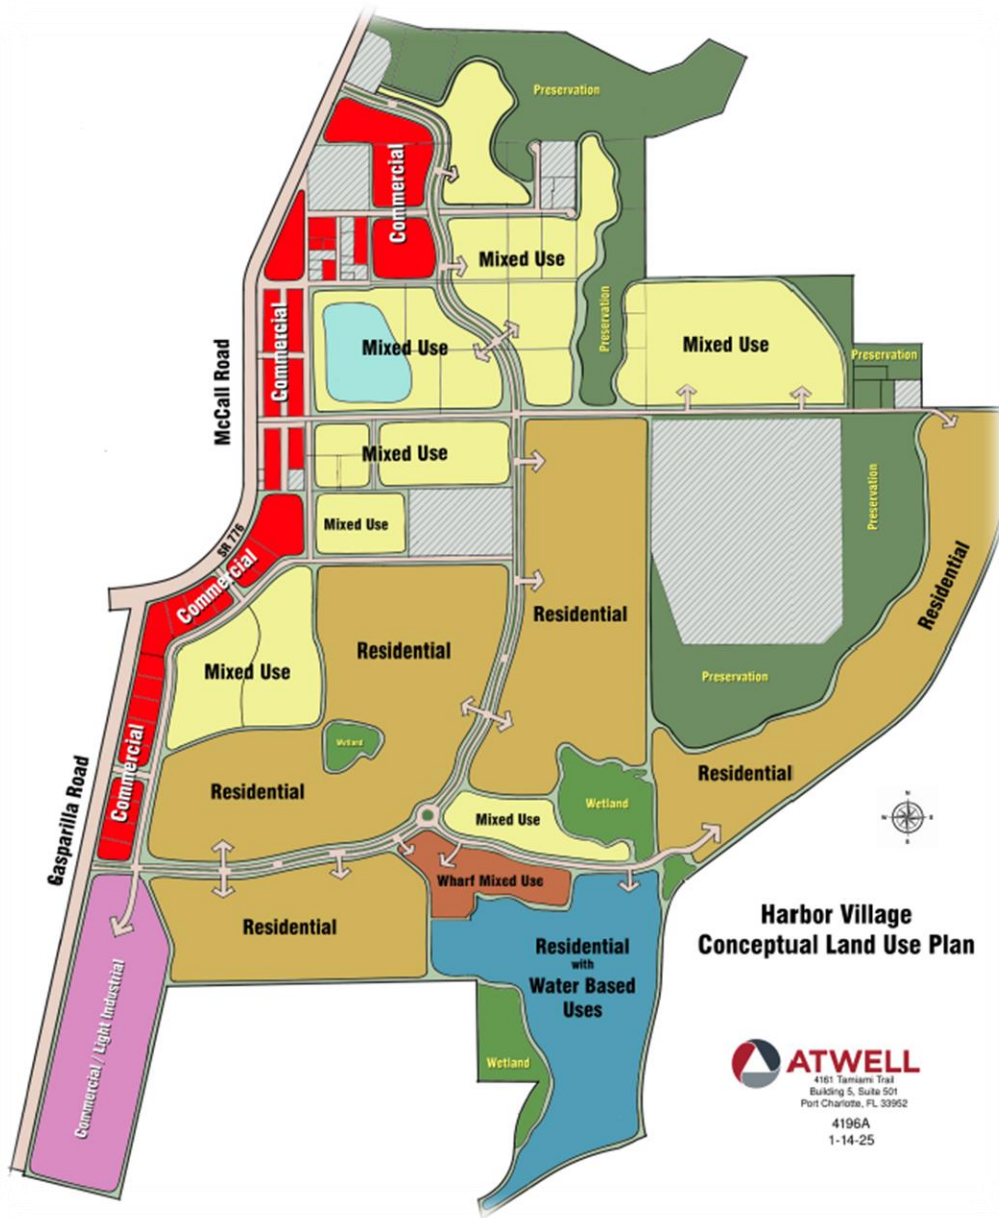 Preservation
Commercial
Mixed Use
Preservation
Commercial
Mixed Use
Mixed Use
Preservation
McCall Road
Mixed Use
Preservation
Mixed Use
SR 776
Commercial
Residential
Residential
Residential
Mixed Use
Preservation
Wetland
Commercial
Residential
Residential
Gasparilla Road
Wetland
Mixed Use
N
W
E
S
Wharf Mixed Use
Residential
Residential
with
Water Based
Uses
Commercial / Light Industrial
Wetland
Harbor Village
Conceptual Land Use Plan
ATWELL
4161 Tamiami Trail
Building 5, Suite 501
Port Charlotte, FL 33952
4196A
1-14-25